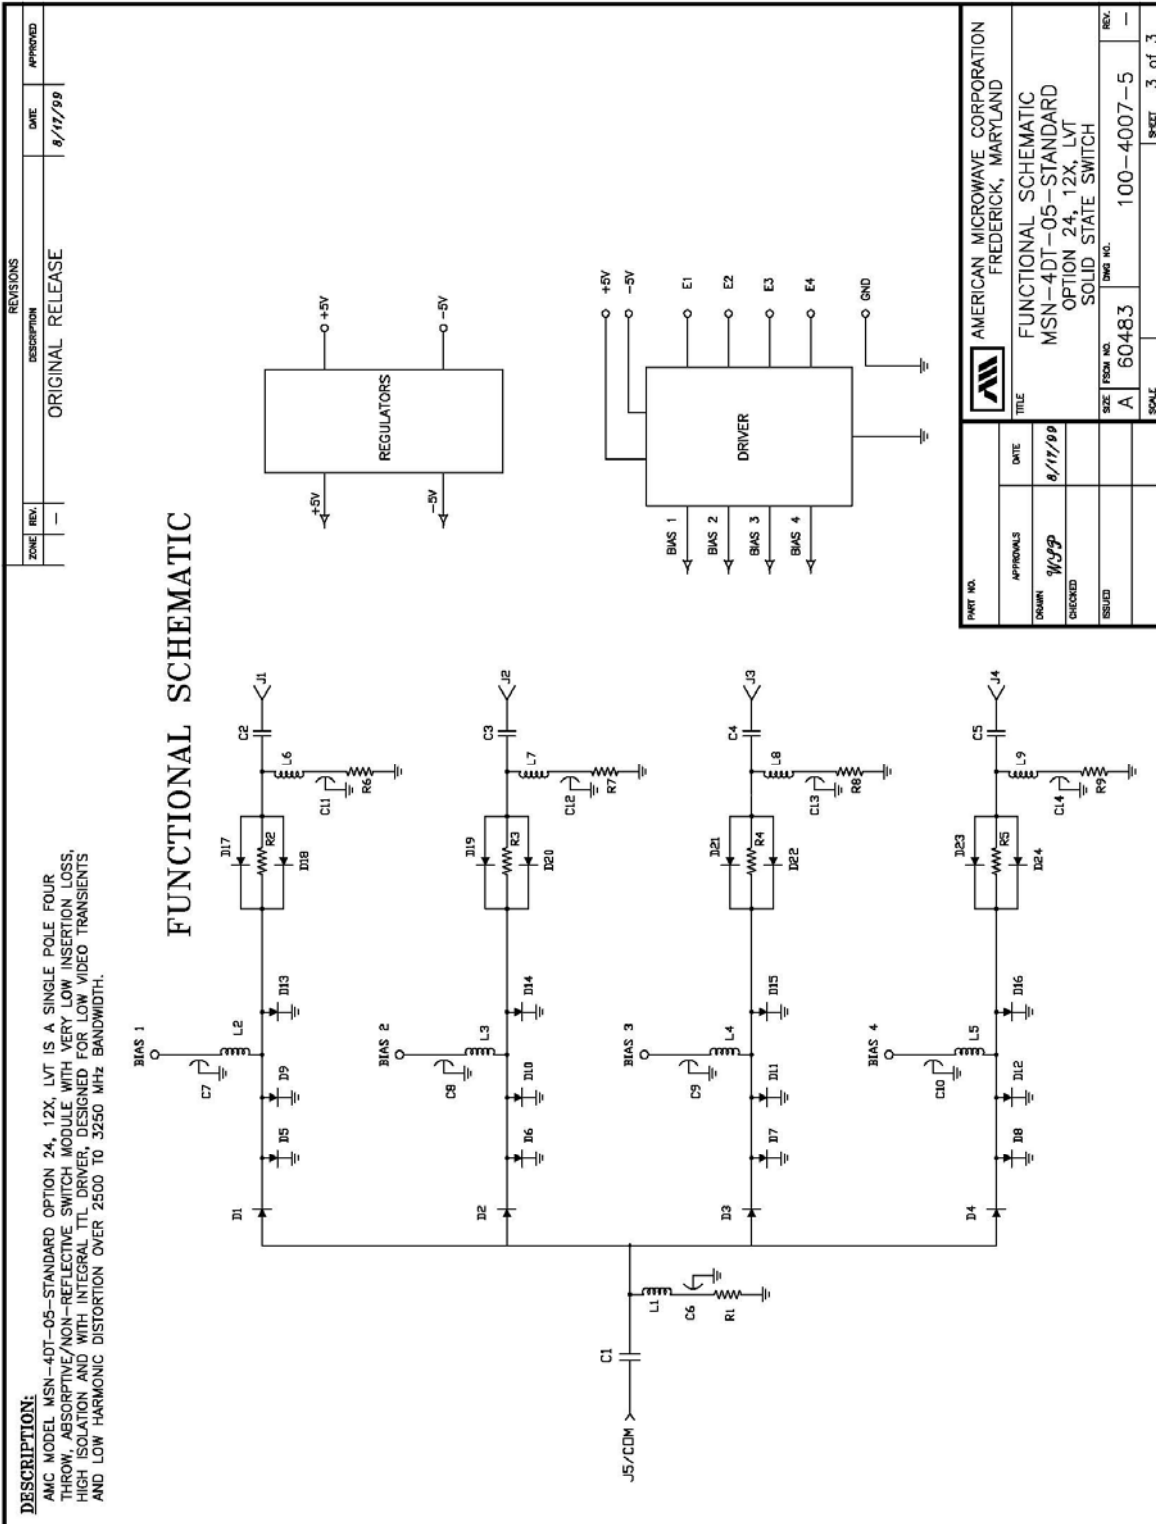 DESCRIPTION:
AMC MODEL MSN-4DT-05-STANDARD OPTION 24, 12X, LVT IS A SINGLE POLE FOUR
THROW, ABSORPTIVE/NON-REFLECTIVE SWITCH MODULE WITH VERY LOW INSERTION LOSS,
HIGH ISOLATION AND WITH INTEGRAL TTL DRIVER, DESIGNED FOR LOW VIDEO TRANSIENTS
AND LOW HARMONIC DISTORTION OVER 2500 TO 3250 MHz BANDWIDTH.
REVISIONS
ZONE REV. DESCRIPTION DATE APPROVED
— ORIGINAL RELEASE 8/17/99
FUNCTIONAL SCHEMATIC
BIAS 1
C7
L2
D1
D5
D9
D13
D17
R2
D18
L6
C11
R6
C2
J1
BIAS 2
C8
L3
D2
D6
D10
D14
D19
R3
D20
L7
C12
R7
C3
J2
BIAS 3
C9
L4
D3
D7
D11
D15
D21
R4
D22
L8
C13
R8
C4
J3
BIAS 4
C10
L5
D4
D8
D12
D16
D23
R5
D24
L9
C14
R9
C5
J4
J5/COM
C1
L1
C6
R1
+5V
-5V
REGULATORS
+5V
-5V
BIAS 1
BIAS 2
BIAS 3
BIAS 4
DRIVER
+5V
-5V
E1
E2
E3
E4
GND
PART NO.
APPROVALS DATE
DRAWN WSP 8/17/99
CHECKED
ISSUED
AMERICAN MICROWAVE CORPORATION
FREDERICK, MARYLAND
TITLE
FUNCTIONAL SCHEMATIC
MSN-4DT-05-STANDARD
OPTION 24, 12X, LVT
SOLID STATE SWITCH
SIZE FSCM NO. DWG NO. REV.
A 60483 100-4007-5 —
SCALE SHEET 3 of 3